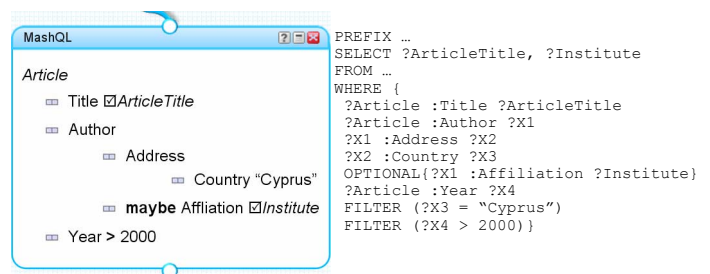 MashQL
Article
Title ☑ArticleTitle
Author
Address
Country “Cyprus”
maybe Affliation ☑Institute
Year > 2000
PREFIX …
SELECT ?ArticleTitle, ?Institute
FROM …
WHERE {
?Article :Title ?ArticleTitle
?Article :Author ?X1
?X1 :Address ?X2
?X2 :Country ?X3
OPTIONAL{?X1 :Affiliation ?Institute}
?Article :Year ?X4
FILTER (?X3 = “Cyprus”)
FILTER (?X4 > 2000)}